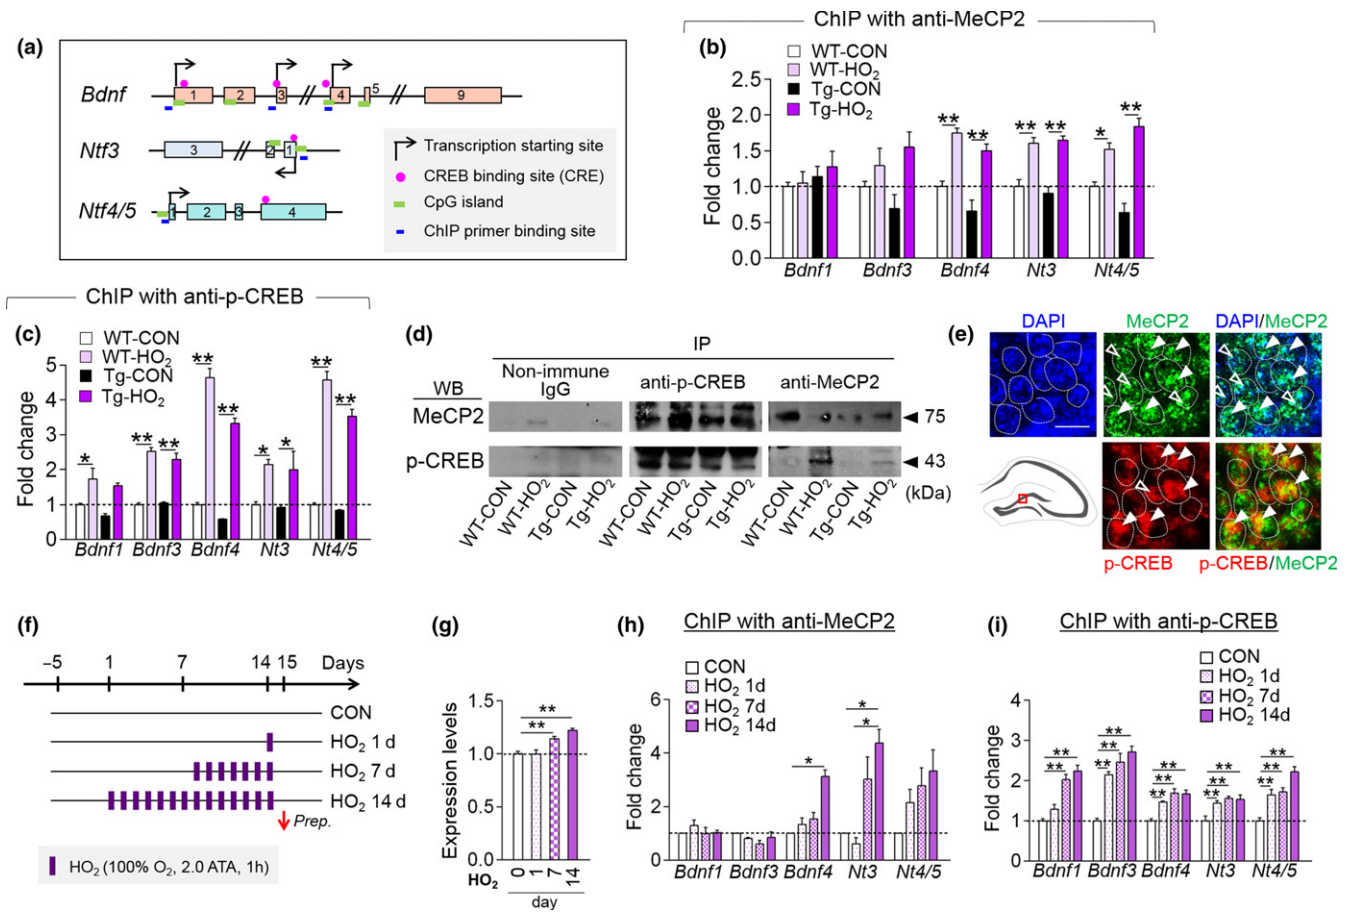 (a)
Bdnf
1
2
3
4
5
9
Ntf3
3
2
1
Ntf4/5
1
2
3
4
Transcription starting site
CREB binding site (CRE)
CpG island
ChIP primer binding site
ChIP with anti-MeCP2
(b)
WT-CON
WT-HO2
Tg-CON
Tg-HO2
Fold change
2.5
2.0
1.5
1.0
0.5
0.0
** ** ** ** * **
Bdnf1 Bdnf3 Bdnf4 Nt3 Nt4/5
ChIP with anti-p-CREB
(c)
WT-CON
WT-HO2
Tg-CON
Tg-HO2
Fold change
5
4
3
2
1
0
* ** ** ** ** * * ** **
Bdnf1 Bdnf3 Bdnf4 Nt3 Nt4/5
(d)
IP
WB
Non-immune IgG
anti-p-CREB
anti-MeCP2
MeCP2
75
p-CREB
43
(kDa)
WT-CON WT-HO2 Tg-CON Tg-HO2 WT-CON WT-HO2 Tg-CON Tg-HO2 WT-CON WT-HO2 Tg-CON Tg-HO2
(e)
DAPI
MeCP2
DAPI/MeCP2
p-CREB
p-CREB/MeCP2
(f)
−5 1 7 14 15 Days
CON
HO2 1 d
HO2 7 d
HO2 14 d
Prep.
HO2 (100% O2, 2.0 ATA, 1h)
(g)
Expression levels
1.5
1.0
0.5
0.0
**
**
HO2 0 1 7 14
day
(h)
ChIP with anti-MeCP2
CON
HO2 1d
HO2 7d
HO2 14d
Fold change
6
4
2
0
* * *
Bdnf1 Bdnf3 Bdnf4 Nt3 Nt4/5
(i)
ChIP with anti-p-CREB
CON
HO2 1d
HO2 7d
HO2 14d
Fold change
4
3
2
1
0
** ** ** ** ** ** ** ** ** ** ** ** **
Bdnf1 Bdnf3 Bdnf4 Nt3 Nt4/5